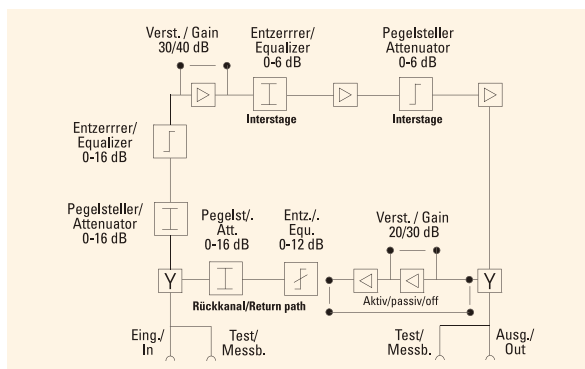 Verst. / Gain
30/40 dB
Entzerrrer/
Equalizer
0-6 dB
Pegelsteller
Attenuator
0-6 dB
Interstage
Interstage
Entzerrrer/
Equalizer
0-16 dB
Pegelsteller/
Attenuator
0-16 dB
Pegelst/.
Att.
0-16 dB
Entz./.
Equ.
0-12 dB
Verst. / Gain
20/30 dB
Y
Y
Rückkanal/Return path
Aktiv/passiv/off
Eing./
In
Test/
Messb.
Test/
Messb.
Ausg./
Out